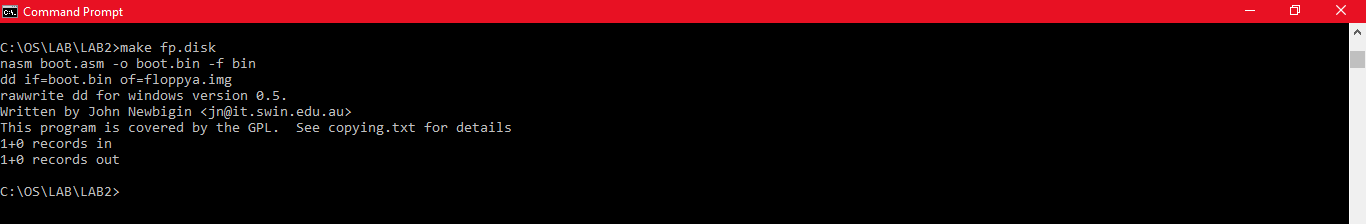 Command Prompt
C:\OS\LAB\LAB2>make fp.disk
nasm boot.asm -o boot.bin -f bin
dd if=boot.bin of=floppya.img
rawwrite dd for windows version 0.5.
Written by John Newbigin <jn@it.swin.edu.au>
This program is covered by the GPL.  See copying.txt for details
1+0 records in
1+0 records out
C:\OS\LAB\LAB2>